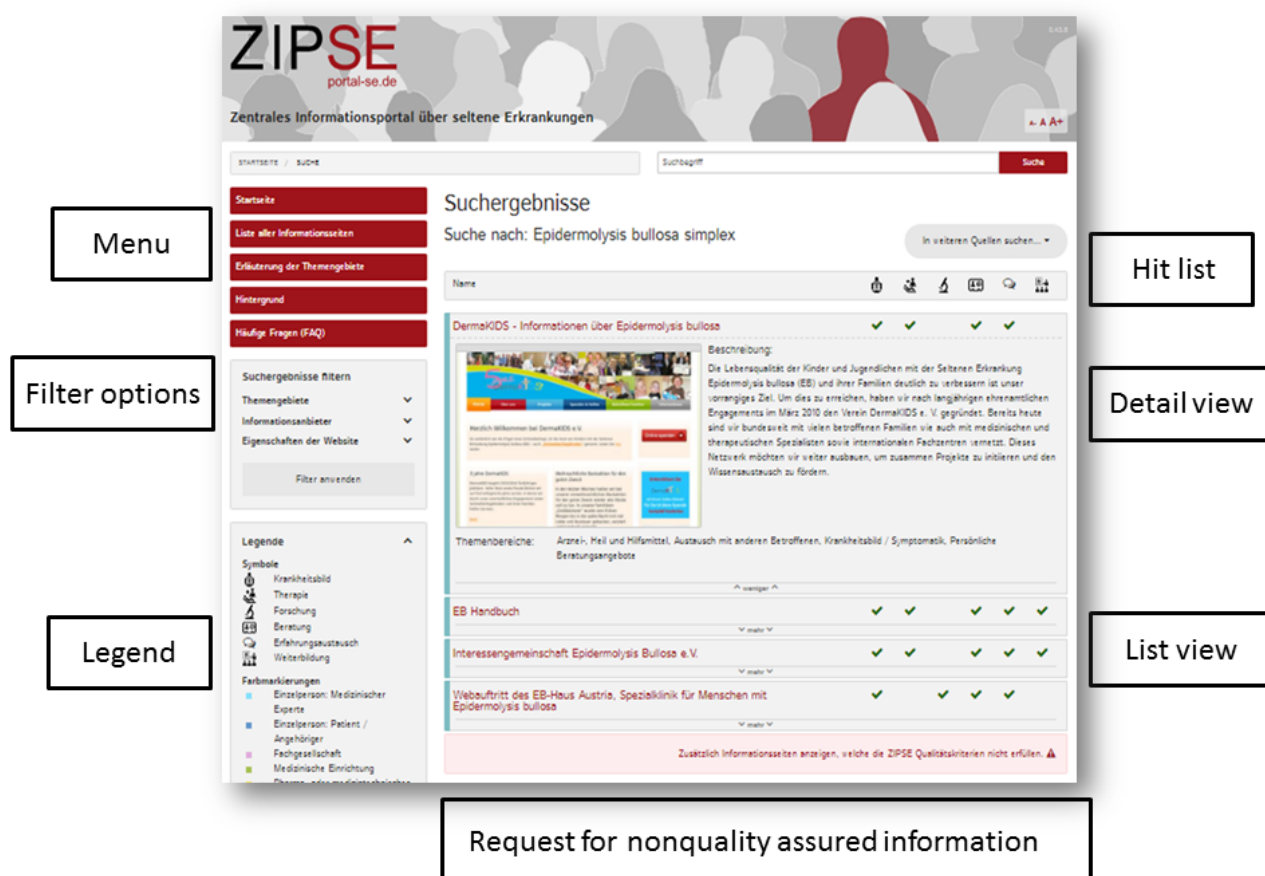 ZIPSE
portal-se.de
Zentrales Informationsportal über seltene Erkrankungen
A- A A+
STARTSEITE / SUCHE
Suchbegriff
Suche
Menu
Startseite
Liste aller Informationsseiten
Erläuterung der Themengebiete
Hintergrund
Häufige Fragen (FAQ)
Suchergebnisse
Suche nach: Epidermolysis bullosa simplex
In weiteren Quellen suchen...
Hit list
Name
Filter options
Suchergebnisse filtern
Themengebiete
Informationsanbieter
Eigenschaften der Website
Filter anwenden
DermaKIDS - Informationen über Epidermolysis bullosa
Herzlich Willkommen bei DermaKIDS e.V.
Beschreibung:
Die Lebensqualität der Kinder und Jugendlichen mit der Seltenen Erkrankung
Epidermolysis bullosa (EB) und ihrer Familien deutlich zu verbessern ist unser
vorrangiges Ziel. Um dies zu erreichen, haben wir nach langjährigen ehrenamtlichen
Engagements im März 2010 den Verein DermaKIDS e. V. gegründet. Bereits heute
sind wir bundesweit mit vielen betroffenen Familien wie auch mit medizinischen und
therapeutischen Spezialisten sowie internationalen Fachzentren vernetzt. Dieses
Netzwerk möchten wir weiter ausbauen, um zusammen Projekte zu initiieren und den
Wissensaustausch zu fördern.
Detail view
Themenbereiche: Arznei-, Heil und Hilfsmittel, Austausch mit anderen Betroffenen, Krankheitsbild / Symptomatik, Persönliche
Beratungsangebote
weniger
Legend
Legende
Symbole
Krankheitsbild
Therapie
Forschung
Beratung
Erfahrungsaustausch
Weiterbildung
Farbmarkierungen
Einzelperson: Medizinischer
Experte
Einzelperson: Patient /
Angehöriger
Fachgesellschaft
Medizinische Einrichtung
EB Handbuch
mehr
Interessengemeinschaft Epidermolysis Bullosa e.V.
mehr
Webauftritt des EB-Haus Austria, Spezialklinik für Menschen mit
Epidermolysis bullosa
mehr
List view
Zusätzlich Informationsseiten anzeigen, welche die ZIPSE Qualitätskriterien nicht erfüllen.
Request for nonquality assured information